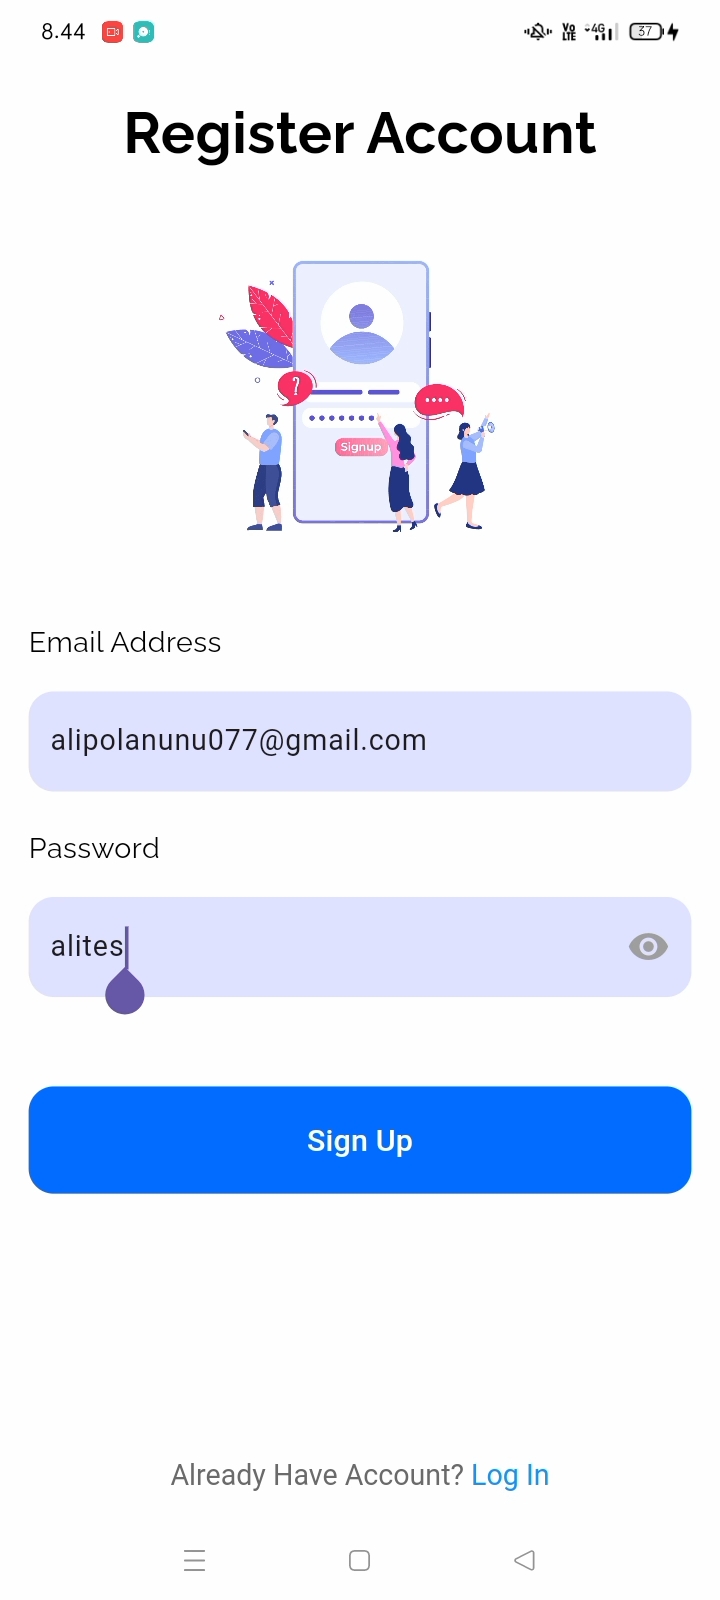 8.44 Vo LTE 4G 37
Register Account
?
Signup
Email Address
alipolanunu077@gmail.com
Password
alites
Sign Up
Already Have Account? Log In